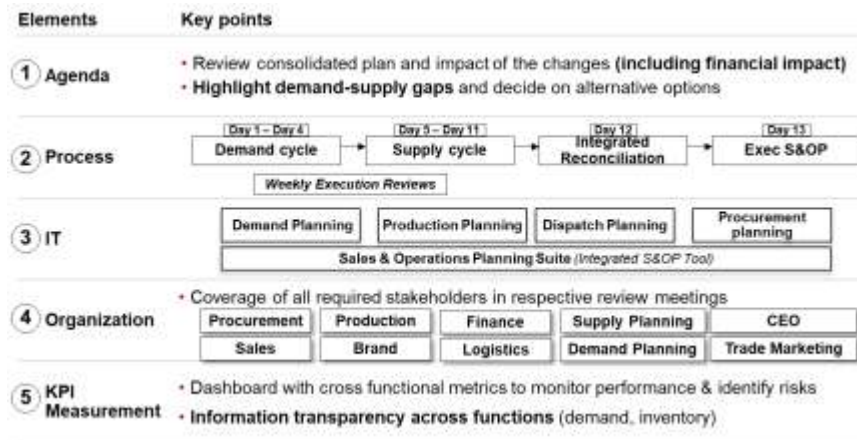 Elements Key points
1 Agenda
• Review consolidated plan and impact of the changes (including financial impact)
• Highlight demand-supply gaps and decide on alternative options
2 Process
Day 1 – Day 4 Day 5 – Day 11 Day 12 Day 13
Demand cycle Supply cycle Integrated Reconciliation Exec S&OP
Weekly Execution Reviews
3 IT
Demand Planning Production Planning Dispatch Planning Procurement planning
Sales & Operations Planning Suite (Integrated S&OP Tool)
4 Organization
• Coverage of all required stakeholders in respective review meetings
Procurement Production Finance Supply Planning CEO
Sales Brand Logistics Demand Planning Trade Marketing
5 KPI Measurement
• Dashboard with cross functional metrics to monitor performance & identify risks
• Information transparency across functions (demand, inventory)